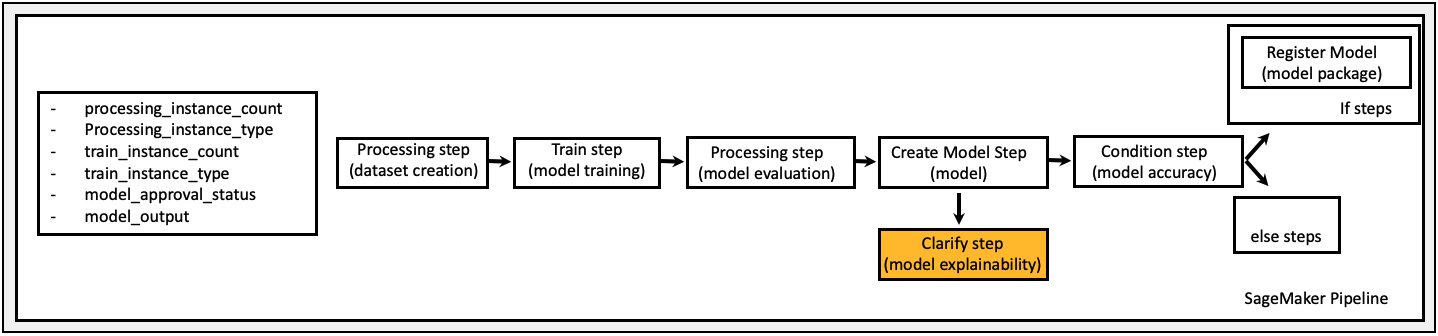 - processing_instance_count
- Processing_instance_type
- train_instance_count
- train_instance_type
- model_approval_status
- model_output
Processing step
(dataset creation)
Train step
(model training)
Processing step
(model evaluation)
Create Model Step
(model)
Clarify step
(model explainability)
Condition step
(model accuracy)
Register Model
(model package)
If steps
else steps
SageMaker Pipeline